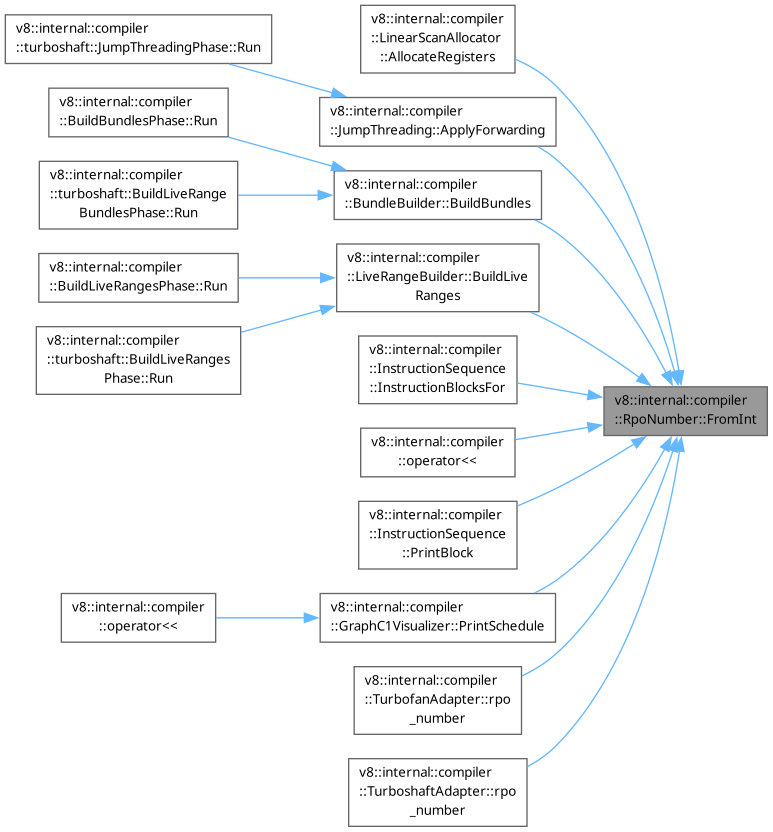 v8::internal::compiler
::turboshaft::JumpThreadingPhase::Run
v8::internal::compiler
::BuildBundlesPhase::Run
v8::internal::compiler
::turboshaft::BuildLiveRange
BundlesPhase::Run
v8::internal::compiler
::BuildLiveRangesPhase::Run
v8::internal::compiler
::turboshaft::BuildLiveRanges
Phase::Run
v8::internal::compiler
::operator<<
v8::internal::compiler
::LinearScanAllocator
::AllocateRegisters
v8::internal::compiler
::JumpThreading::ApplyForwarding
v8::internal::compiler
::BundleBuilder::BuildBundles
v8::internal::compiler
::LiveRangeBuilder::BuildLive
Ranges
v8::internal::compiler
::InstructionSequence
::InstructionBlocksFor
v8::internal::compiler
::operator<<
v8::internal::compiler
::InstructionSequence
::PrintBlock
v8::internal::compiler
::GraphC1Visualizer::PrintSchedule
v8::internal::compiler
::TurbofanAdapter::rpo
_number
v8::internal::compiler
::TurboshaftAdapter::rpo
_number
v8::internal::compiler
::RpoNumber::FromInt